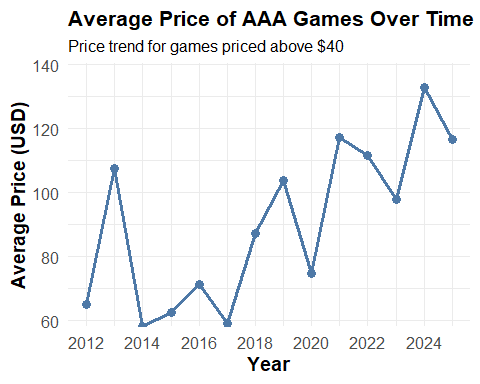 Average Price of AAA Games Over Time
Price trend for games priced above $40
140
120
100
80
60
Average Price (USD)
2012 2014 2016 2018 2020 2022 2024
Year